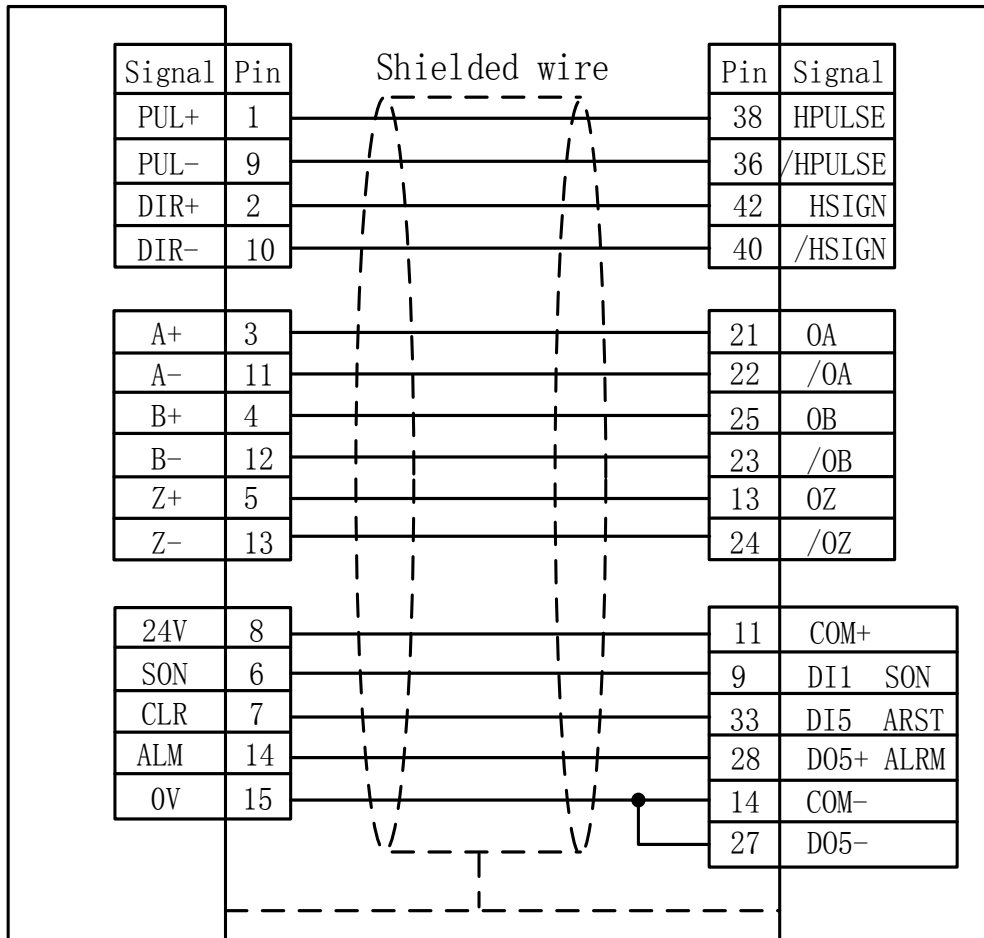 Shielded wire
Signal Pin Pin Signal
PUL+ 1 38 HPULSE
PUL- 9 36 /HPULSE
DIR+ 2 42 HSIGN
DIR- 10 40 /HSIGN
A+ 3 21 OA
A- 11 22 /OA
B+ 4 25 OB
B- 12 23 /OB
Z+ 5 13 OZ
Z- 13 24 /OZ
24V 8 11 COM+
SON 6 9 DI1 SON
CLR 7 33 DI5 ARST
ALM 14 28 DO5+ ALRM
0V 15 14 COM-
27 DO5-